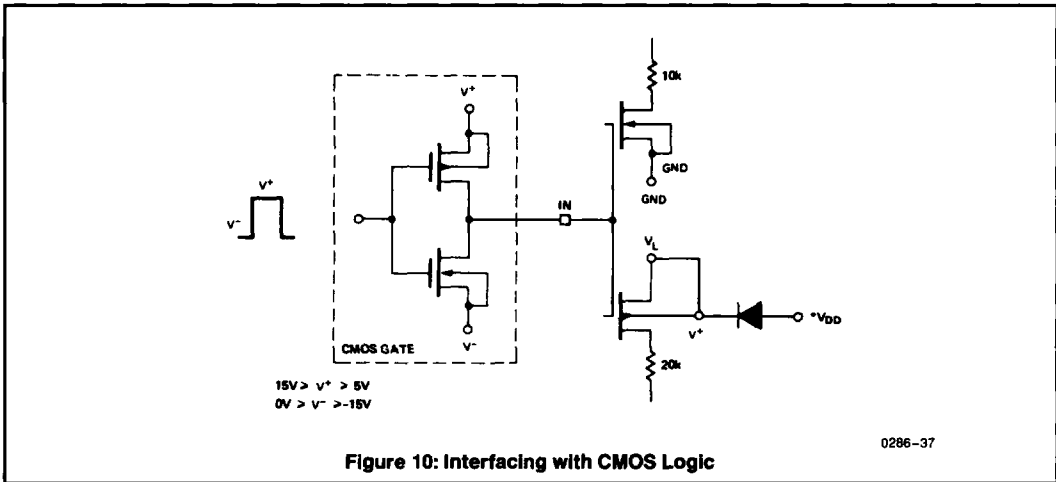 10k
V+
GND
GND
V+
V-
IN
VL
V+
*VDD
20k
V-
CMOS GATE
15V > V+ > 5V
0V > V- > -15V
0286-37
Figure 10: Interfacing with CMOS Logic